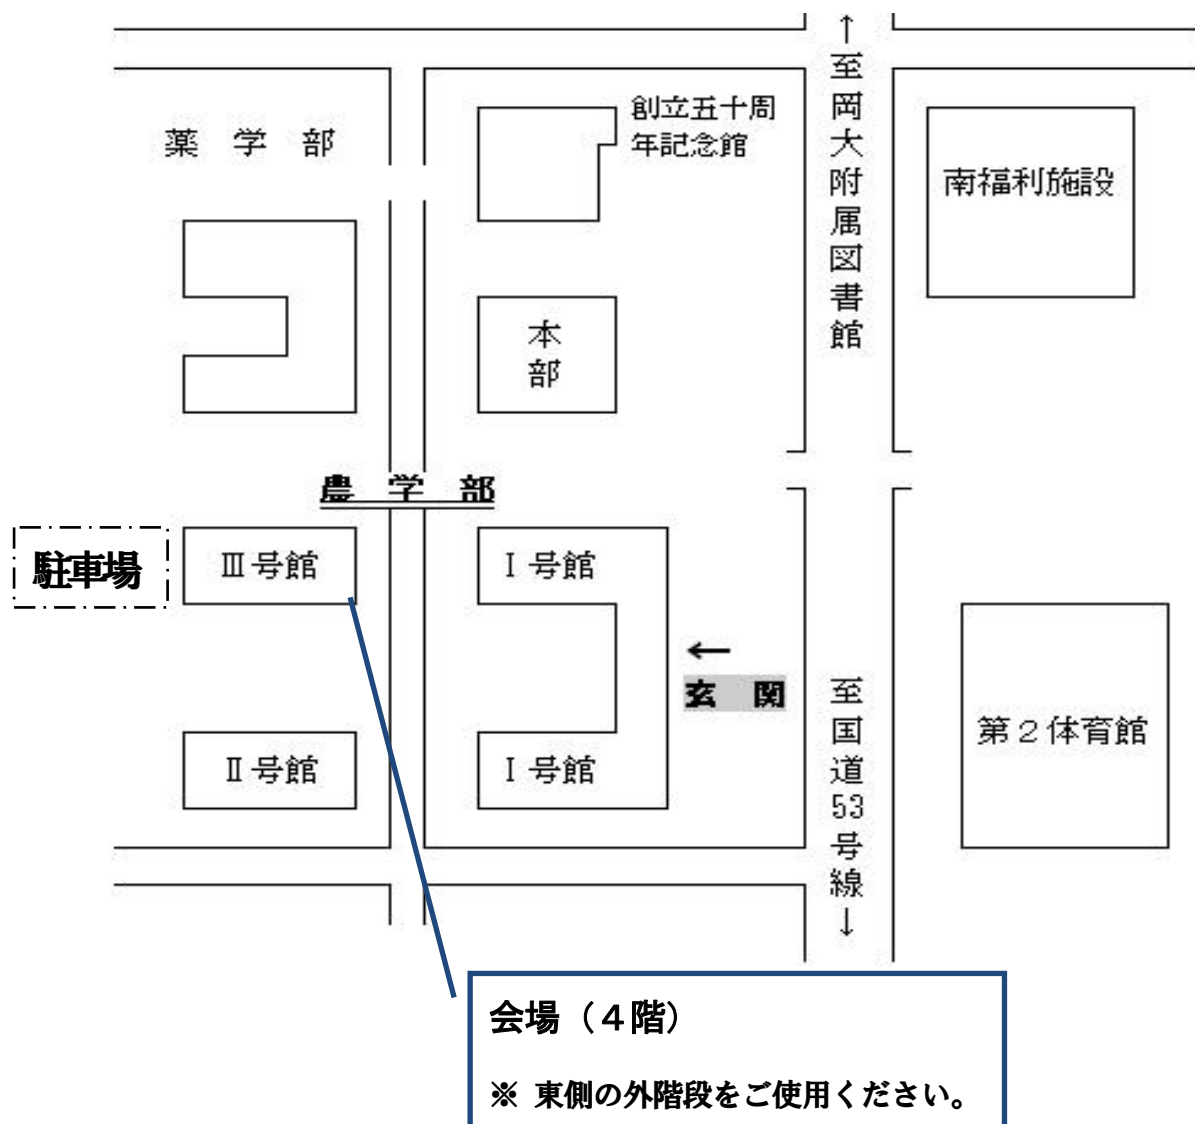 ↑至岡大附属図書館
創立五十周
年記念館
薬 学 部
南福利施設
本
部
農 学 部
駐車場
Ⅲ号館
Ⅰ号館
←
玄 関
至国道53号線↓
第2体育館
Ⅱ号館
Ⅰ号館
会場（４階）
※ 東側の外階段をご使用ください。